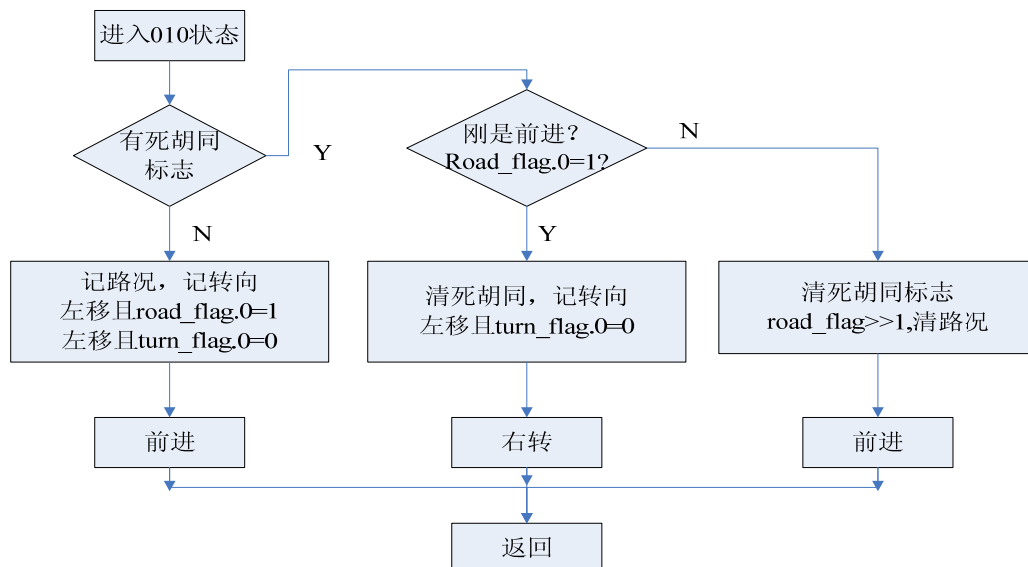 进入010状态
有死胡同
标志
Y
N
刚是前进？
Road_flag.0=1?
N
Y
记路况，记转向
左移且road_flag.0=1
左移且turn_flag.0=0
清死胡同，记转向
左移且turn_flag.0=0
清死胡同标志
road_flag>>1,清路况
前进
右转
前进
返回